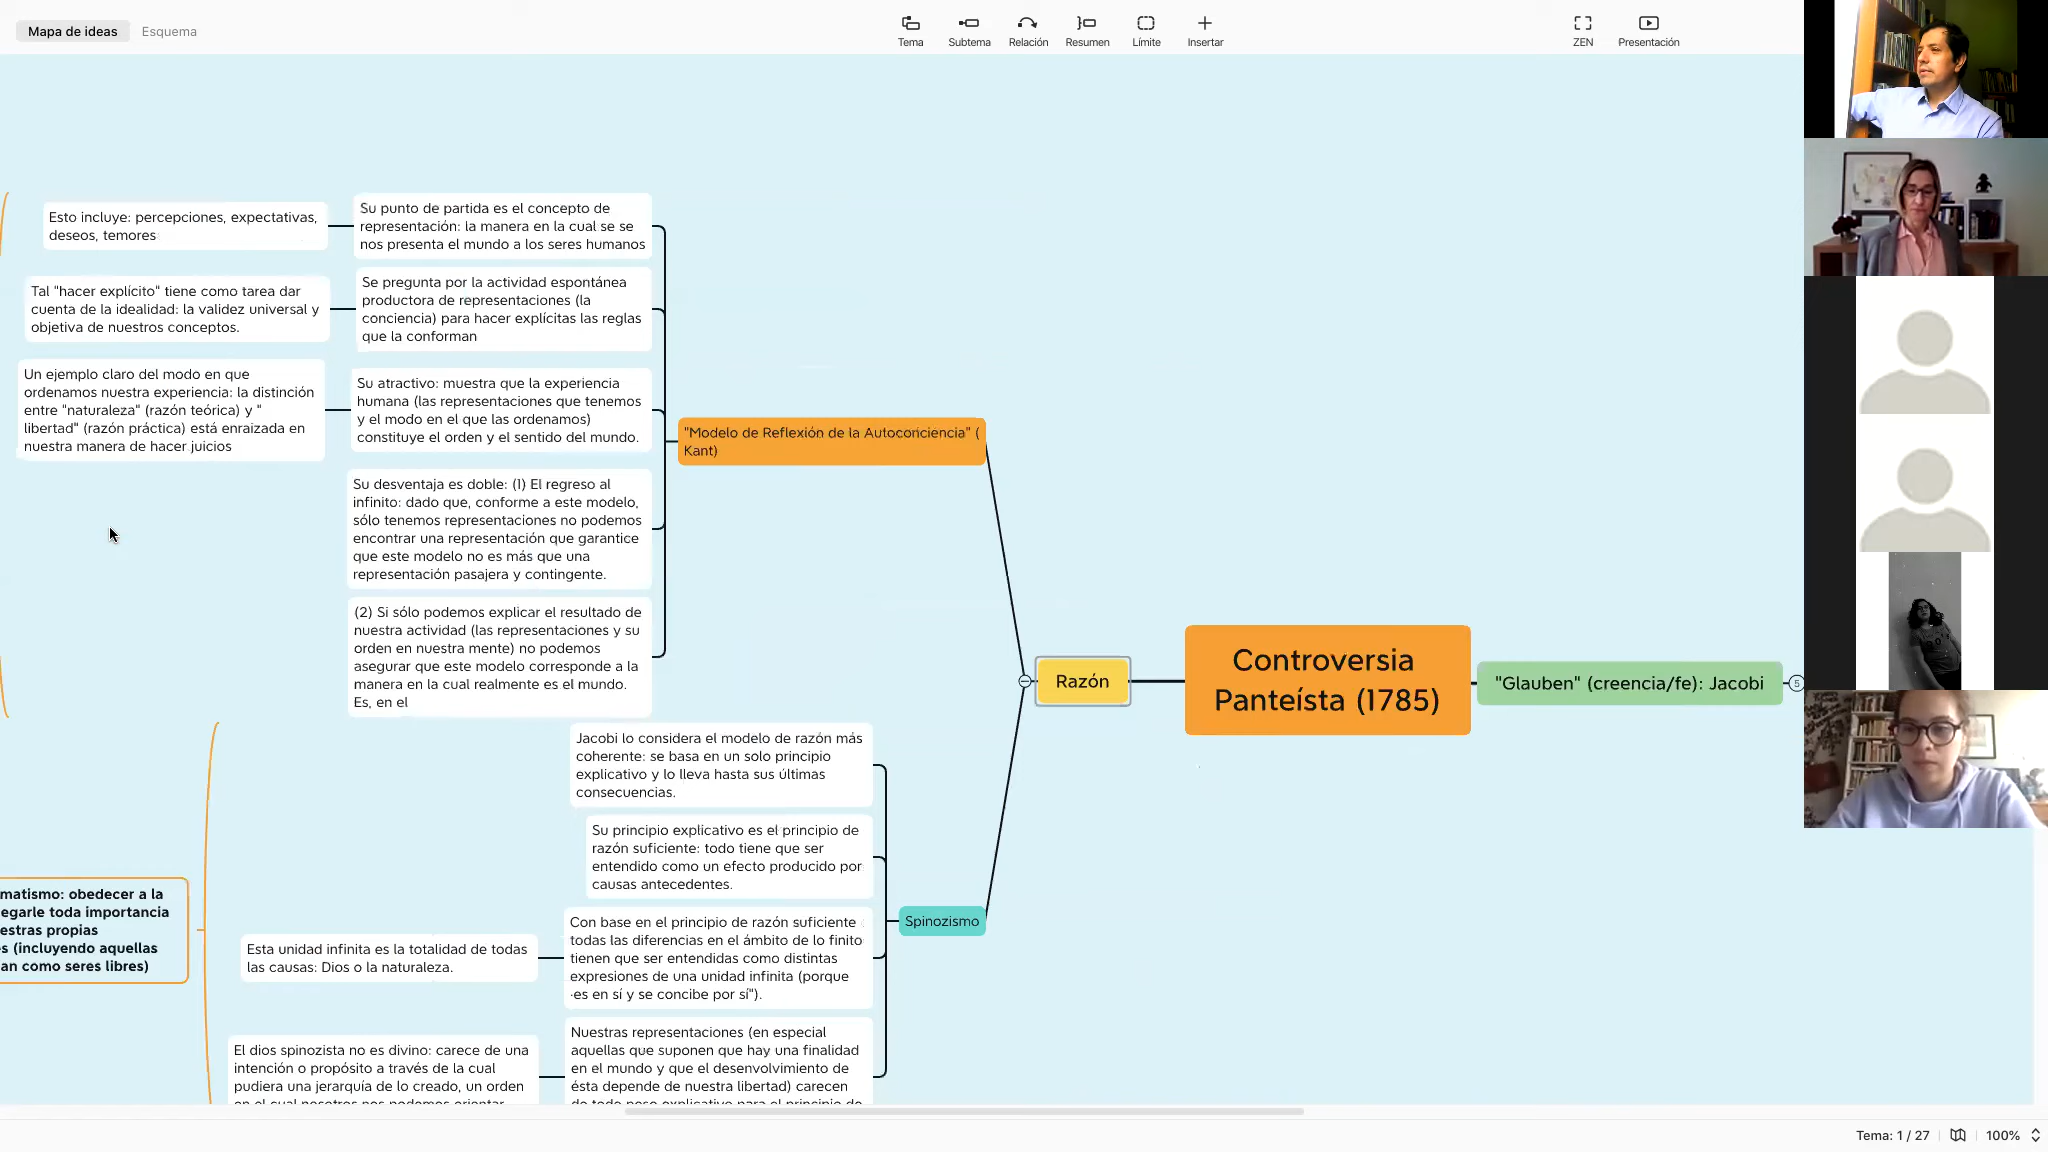 Mapa de ideas
Esquema
Tema
Subtema
Relación
Resumen
Límite
Insertar
ZEN
Presentación
Esto incluye: percepciones, expectativas,
deseos, temores
Su punto de partida es el concepto de
representación: la manera en la cual se se
nos presenta el mundo a los seres humanos
Tal "hacer explícito" tiene como tarea dar
cuenta de la idealidad: la validez universal y
objetiva de nuestros conceptos.
Se pregunta por la actividad espontánea
productora de representaciones (la
conciencia) para hacer explícitas las reglas
que la conforman
Un ejemplo claro del modo en que
ordenamos nuestra experiencia: la distinción
entre "naturaleza" (razón teórica) y "
libertad" (razón práctica) está enraizada en
nuestra manera de hacer juicios
Su atractivo: muestra que la experiencia
humana (las representaciones que tenemos
y el modo en el que las ordenamos)
constituye el orden y el sentido del mundo.
"Modelo de Reflexión de la Autoconciencia" (
Kant)
Su desventaja es doble: (1) El regreso al
infinito: dado que, conforme a este modelo,
sólo tenemos representaciones no podemos
encontrar una representación que garantice
que este modelo no es más que una
representación pasajera y contingente.
(2) Si sólo podemos explicar el resultado de
nuestra actividad (las representaciones y su
orden en nuestra mente) no podemos
asegurar que este modelo corresponde a la
manera en la cual realmente es el mundo.
Es, en el
Razón
Controversia
Panteísta (1785)
"Glauben" (creencia/fe): Jacobi
5
Jacobi lo considera el modelo de razón más
coherente: se basa en un solo principio
explicativo y lo lleva hasta sus últimas
consecuencias.
Su principio explicativo es el principio de
razón suficiente: todo tiene que ser
entendido como un efecto producido por
causas antecedentes.
Spinozismo
Con base en el principio de razón suficiente
todas las diferencias en el ámbito de lo finito
tienen que ser entendidas como distintas
expresiones de una unidad infinita (porque
es en sí y se concibe por sí").
Esta unidad infinita es la totalidad de todas
las causas: Dios o la naturaleza.
matismo: obedecer a la
egarle toda importancia
estras propias
s (incluyendo aquellas
an como seres libres)
El dios spinozista no es divino: carece de una
intención o propósito a través de la cual
pudiera una jerarquía de lo creado, un orden
Nuestras representaciones (en especial
aquellas que suponen que hay una finalidad
en el mundo y que el desenvolvimiento de
ésta depende de nuestra libertad) carecen
Tema: 1 / 27
100%